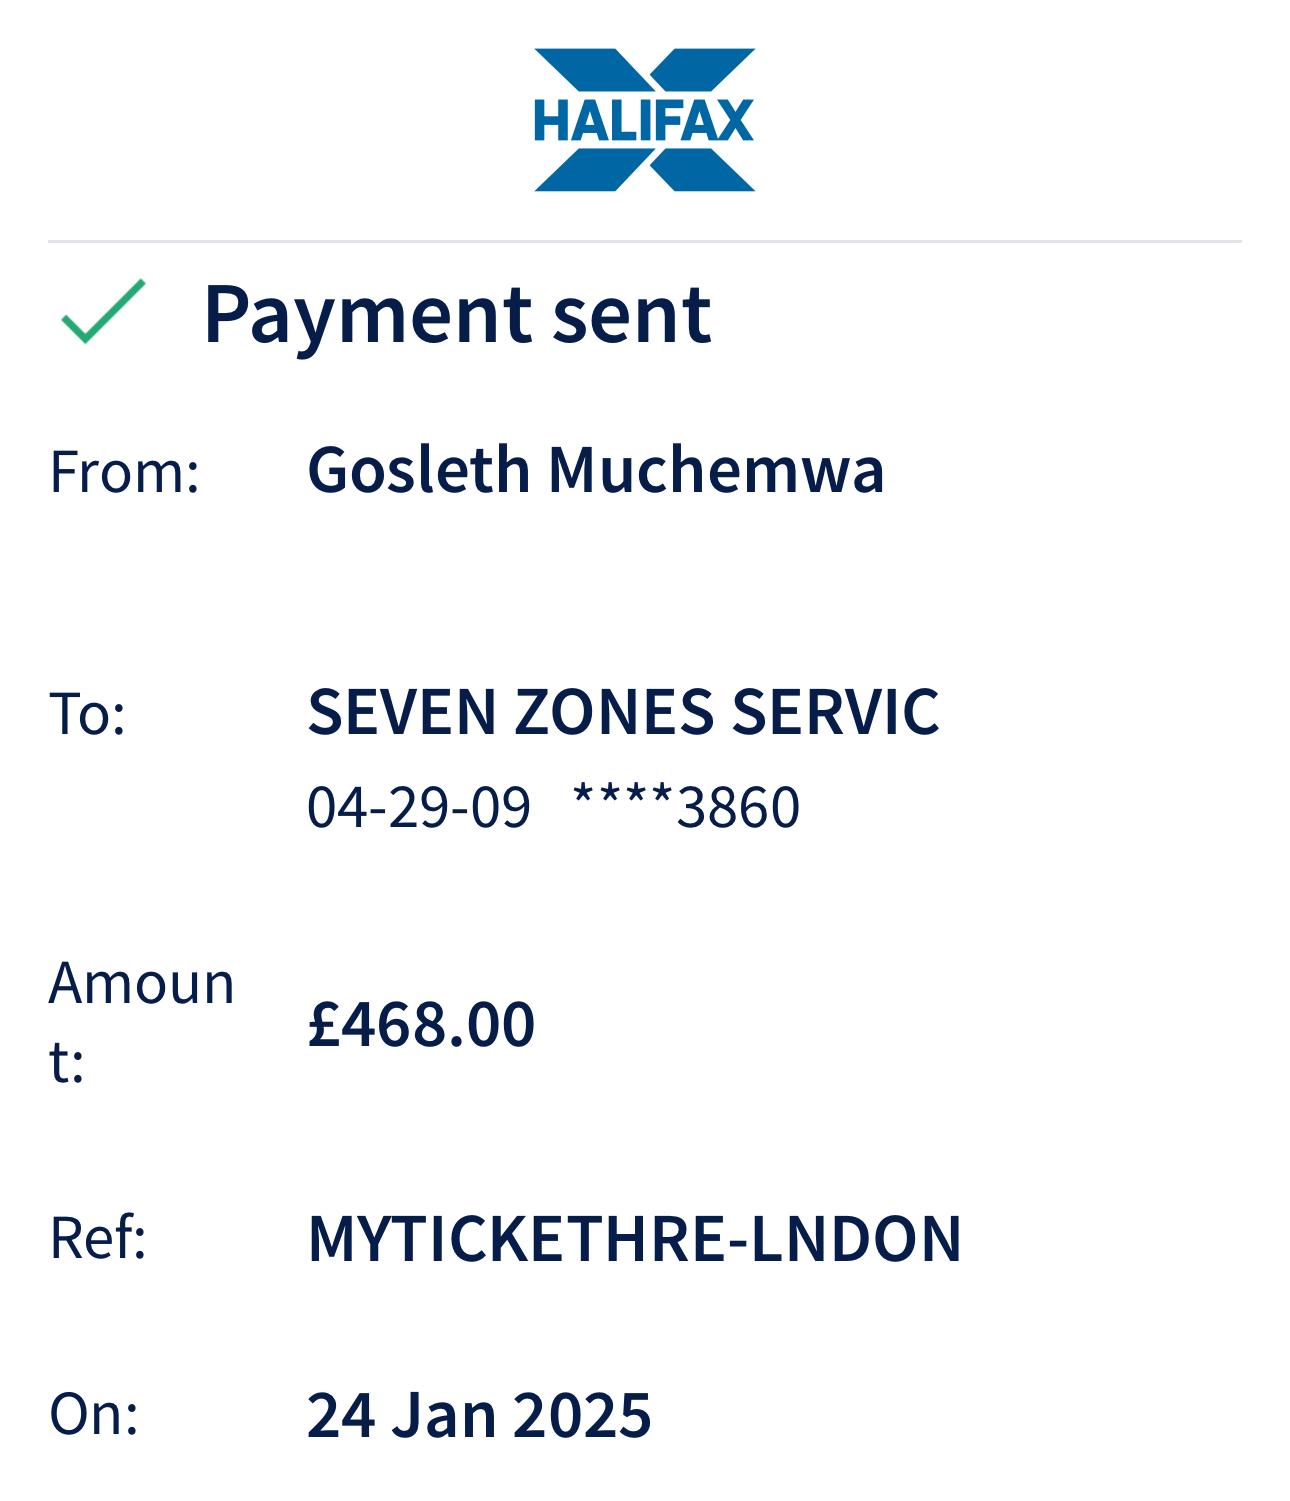 HALIFAX
Payment sent
From: Gosleth Muchemwa
To: SEVEN ZONES SERVIC
04-29-09 ****3860
Amoun
t: £468.00
Ref: MYTICKETHRE-LNDON
On: 24 Jan 2025